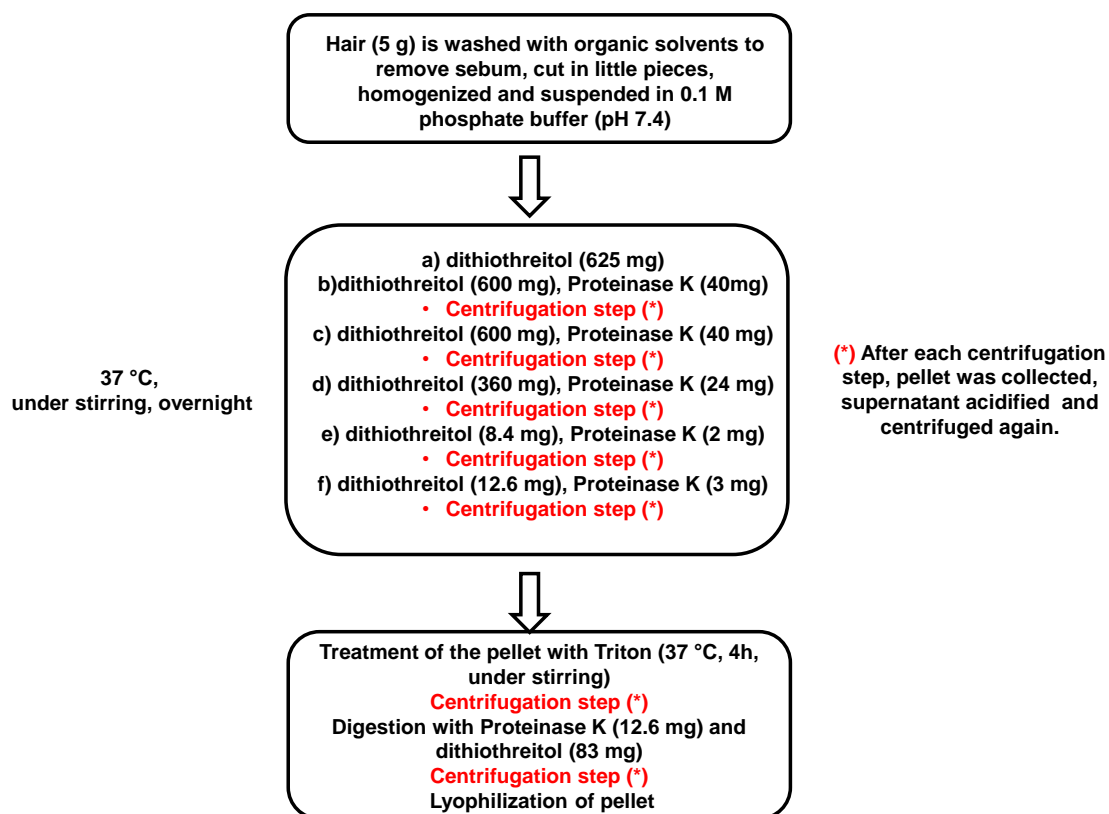 Hair (5 g) is washed with organic solvents to
remove sebum, cut in little pieces,
homogenized and suspended in 0.1 M
phosphate buffer (pH 7.4)
37 °C,
under stirring, overnight
a) dithiothreitol (625 mg)
b)dithiothreitol (600 mg), Proteinase K (40mg)
• Centrifugation step (*)
c) dithiothreitol (600 mg), Proteinase K (40 mg)
• Centrifugation step (*)
d) dithiothreitol (360 mg), Proteinase K (24 mg)
• Centrifugation step (*)
e) dithiothreitol (8.4 mg), Proteinase K (2 mg)
• Centrifugation step (*)
f) dithiothreitol (12.6 mg), Proteinase K (3 mg)
• Centrifugation step (*)
(*) After each centrifugation
step, pellet was collected,
supernatant acidified and
centrifuged again.
Treatment of the pellet with Triton (37 °C, 4h,
under stirring)
Centrifugation step (*)
Digestion with Proteinase K (12.6 mg) and
dithiothreitol (83 mg)
Centrifugation step (*)
Lyophilization of pellet